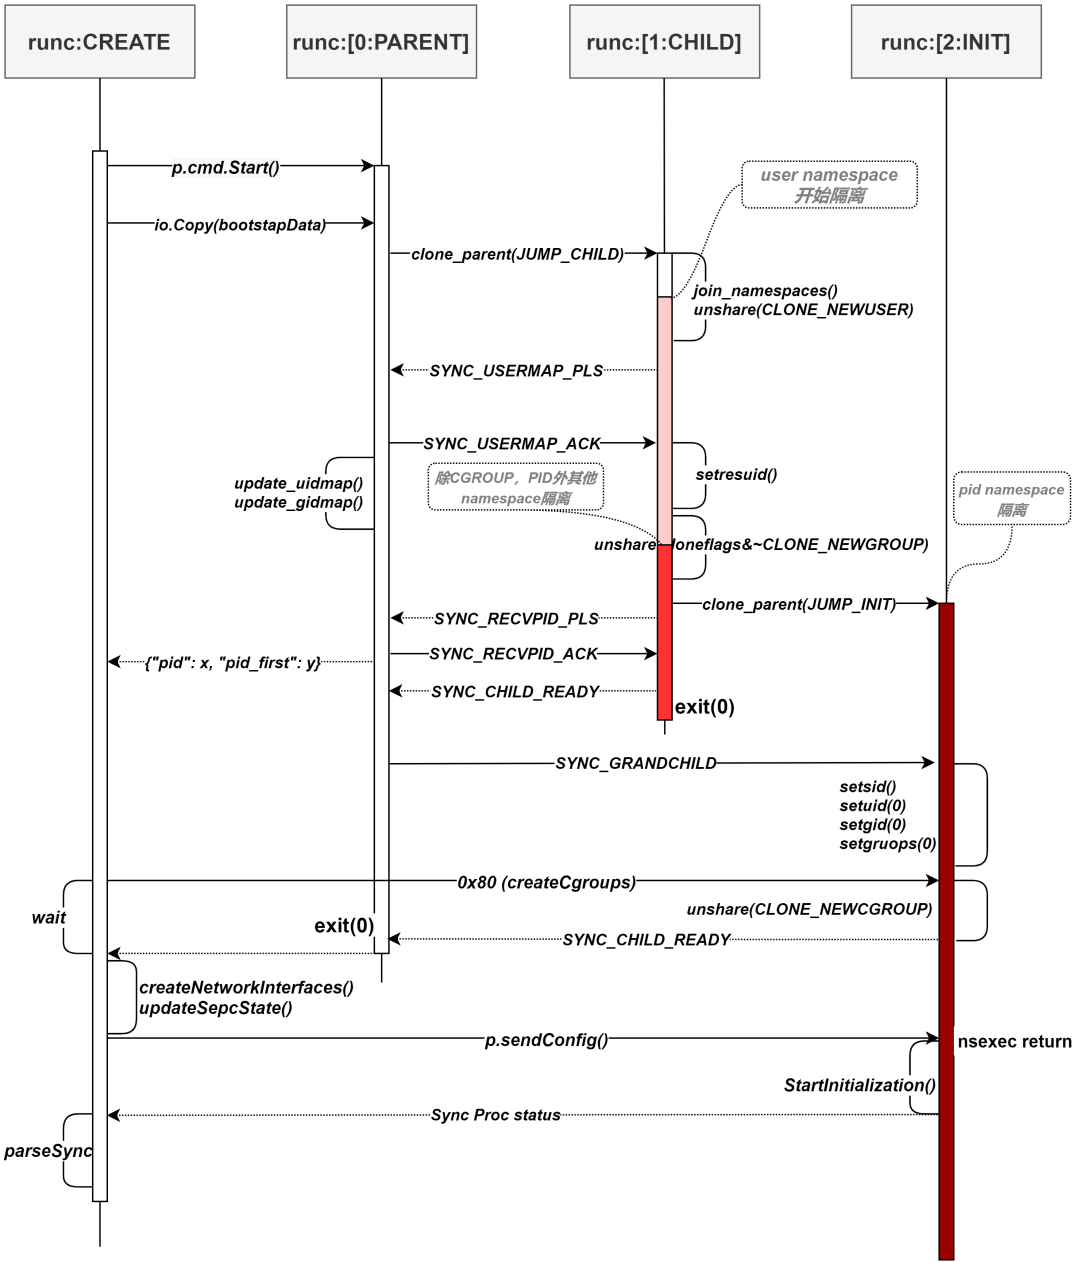 runc:CREATE
runc:[0:PARENT]
runc:[1:CHILD]
runc:[2:INIT]
p.cmd.Start()
user namespace
开始隔离
io.Copy(bootstapData)
clone_parent(JUMP_CHILD)
join_namespaces()
unshare(CLONE_NEWUSER)
SYNC_USERMAP_PLS
SYNC_USERMAP_ACK
update_uidmap()
update_gidmap()
除CGROUP，PID外其他
namespace隔离
setresuid()
pid namespace
隔离
unshare(cloneflags&~CLONE_NEWGROUP)
clone_parent(JUMP_INIT)
SYNC_RECVPID_PLS
SYNC_RECVPID_ACK
{"pid": x, "pid_first": y}
SYNC_CHILD_READY
exit(0)
SYNC_GRANDCHILD
setsid()
setuid(0)
setgid(0)
setgruops(0)
0x80 (createCgroups)
wait
unshare(CLONE_NEWCGROUP)
exit(0)
SYNC_CHILD_READY
createNetworkInterfaces()
updateSepcState()
p.sendConfig()
nsexec return
StartInitialization()
Sync Proc status
parseSync